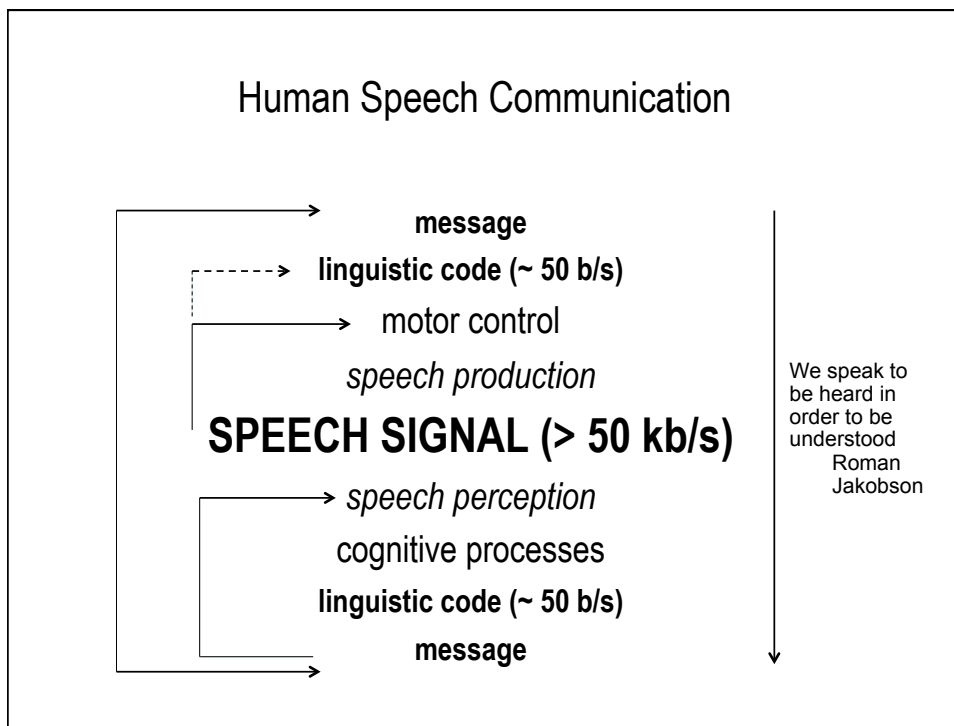 Human Speech Communication
message
linguistic code (~ 50 b/s)
motor control
speech production
SPEECH SIGNAL (> 50 kb/s)
speech perception
cognitive processes
linguistic code (~ 50 b/s)
message
We speak to
be heard in
order to be
understood
Roman
Jakobson